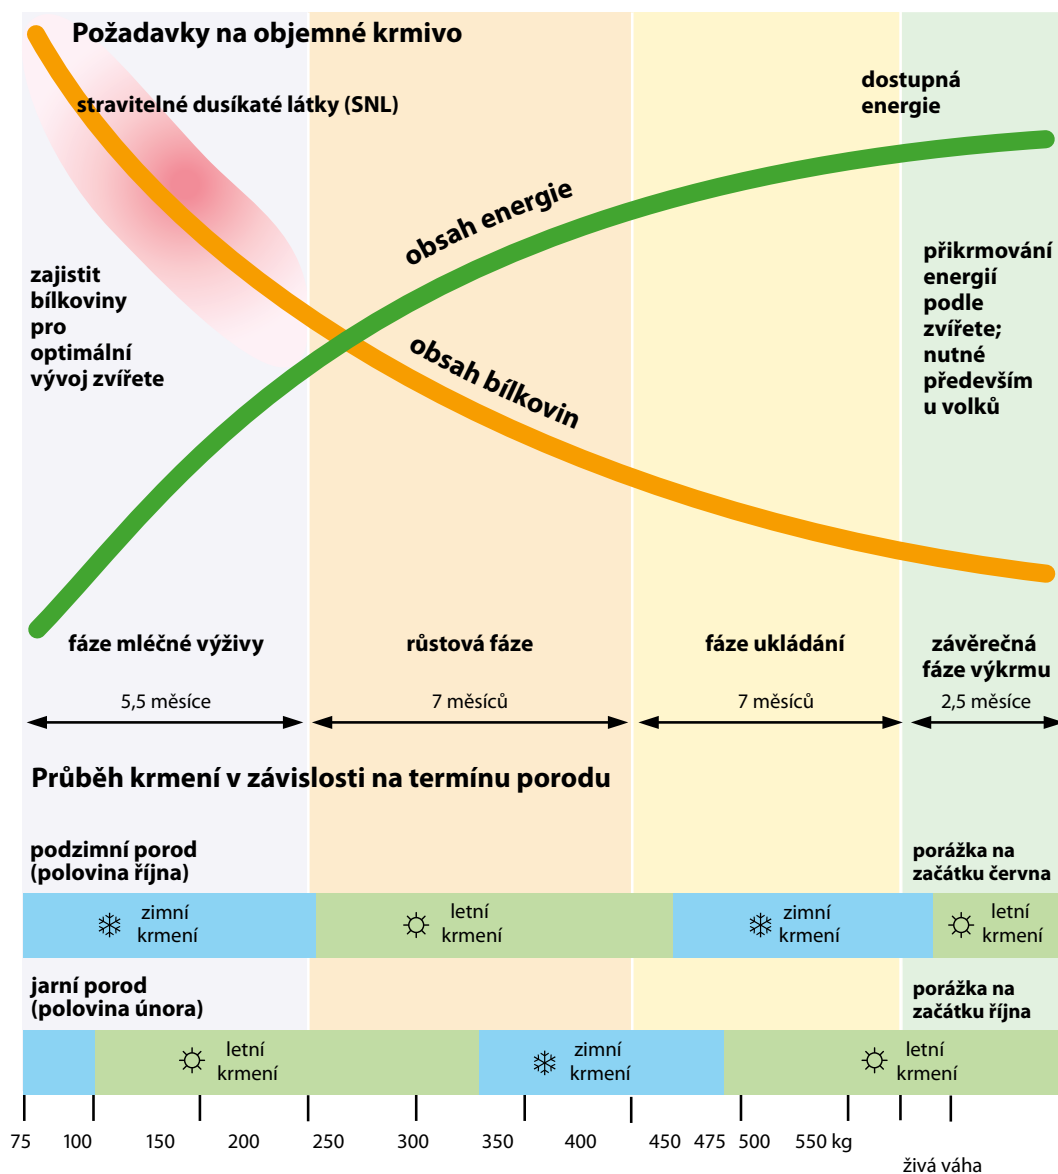 Požadavky na objemné krmivo
stravitelné dusíkaté látky (SNL)
dostupná
energie
obsah energie
zajistit
bílkoviny
pro
optimální
vývoj zvířete
obsah bílkovin
přikrmování
energií
podle
zvířete;
nutné
především
u volků
fáze mléčné výživy
růstová fáze
fáze ukládání
závěrečná
fáze výkrmu
5,5 měsíce
7 měsíců
7 měsíců
2,5 měsíce
Průběh krmení v závislosti na termínu porodu
podzimní porod
(polovina října)
porážka na
začátku června
zimní
krmení
letní
krmení
zimní
krmení
letní
krmení
jarní porod
(polovina února)
porážka na
začátku října
letní
krmení
zimní
krmení
letní
krmení
75 100 150 200 250 300 350 400 450 475 500 550 kg
živá váha